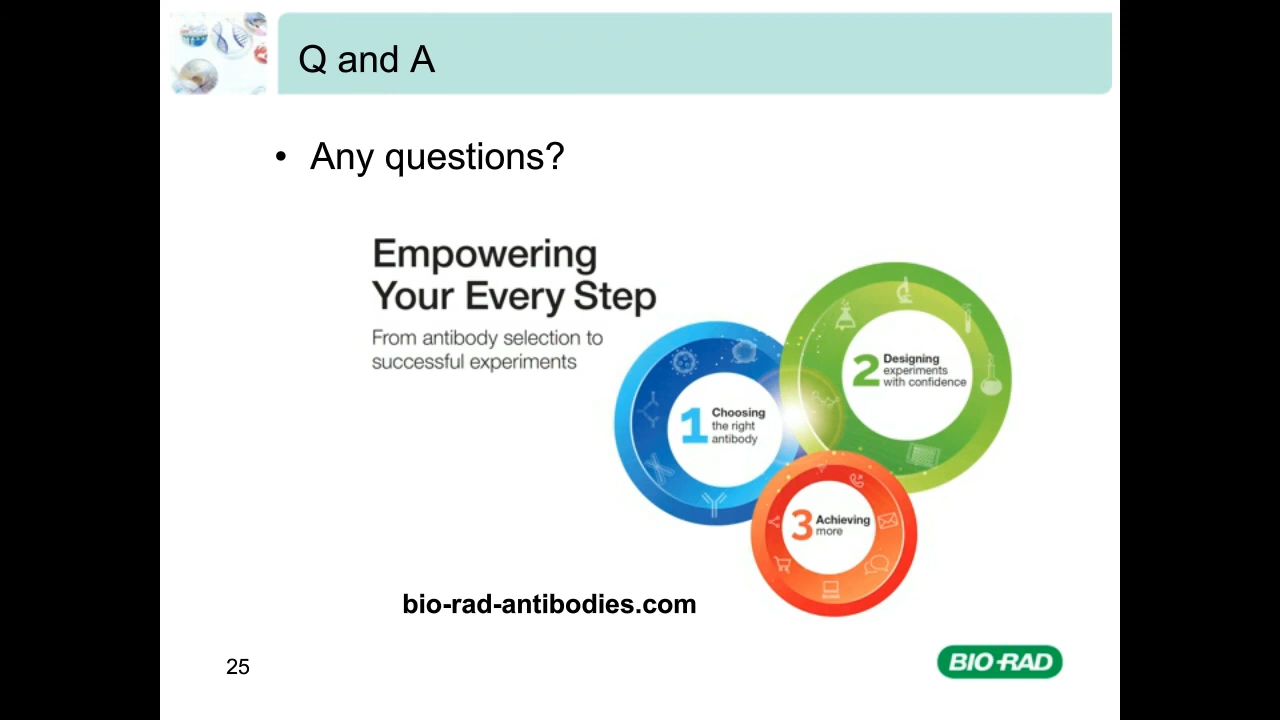 Q and A
• Any questions?
Empowering
Your Every Step
From antibody selection to
successful experiments
1 Choosing
the right
antibody
2 Designing
experiments
with confidence
3 Achieving
more
bio-rad-antibodies.com
25
BIO-RAD